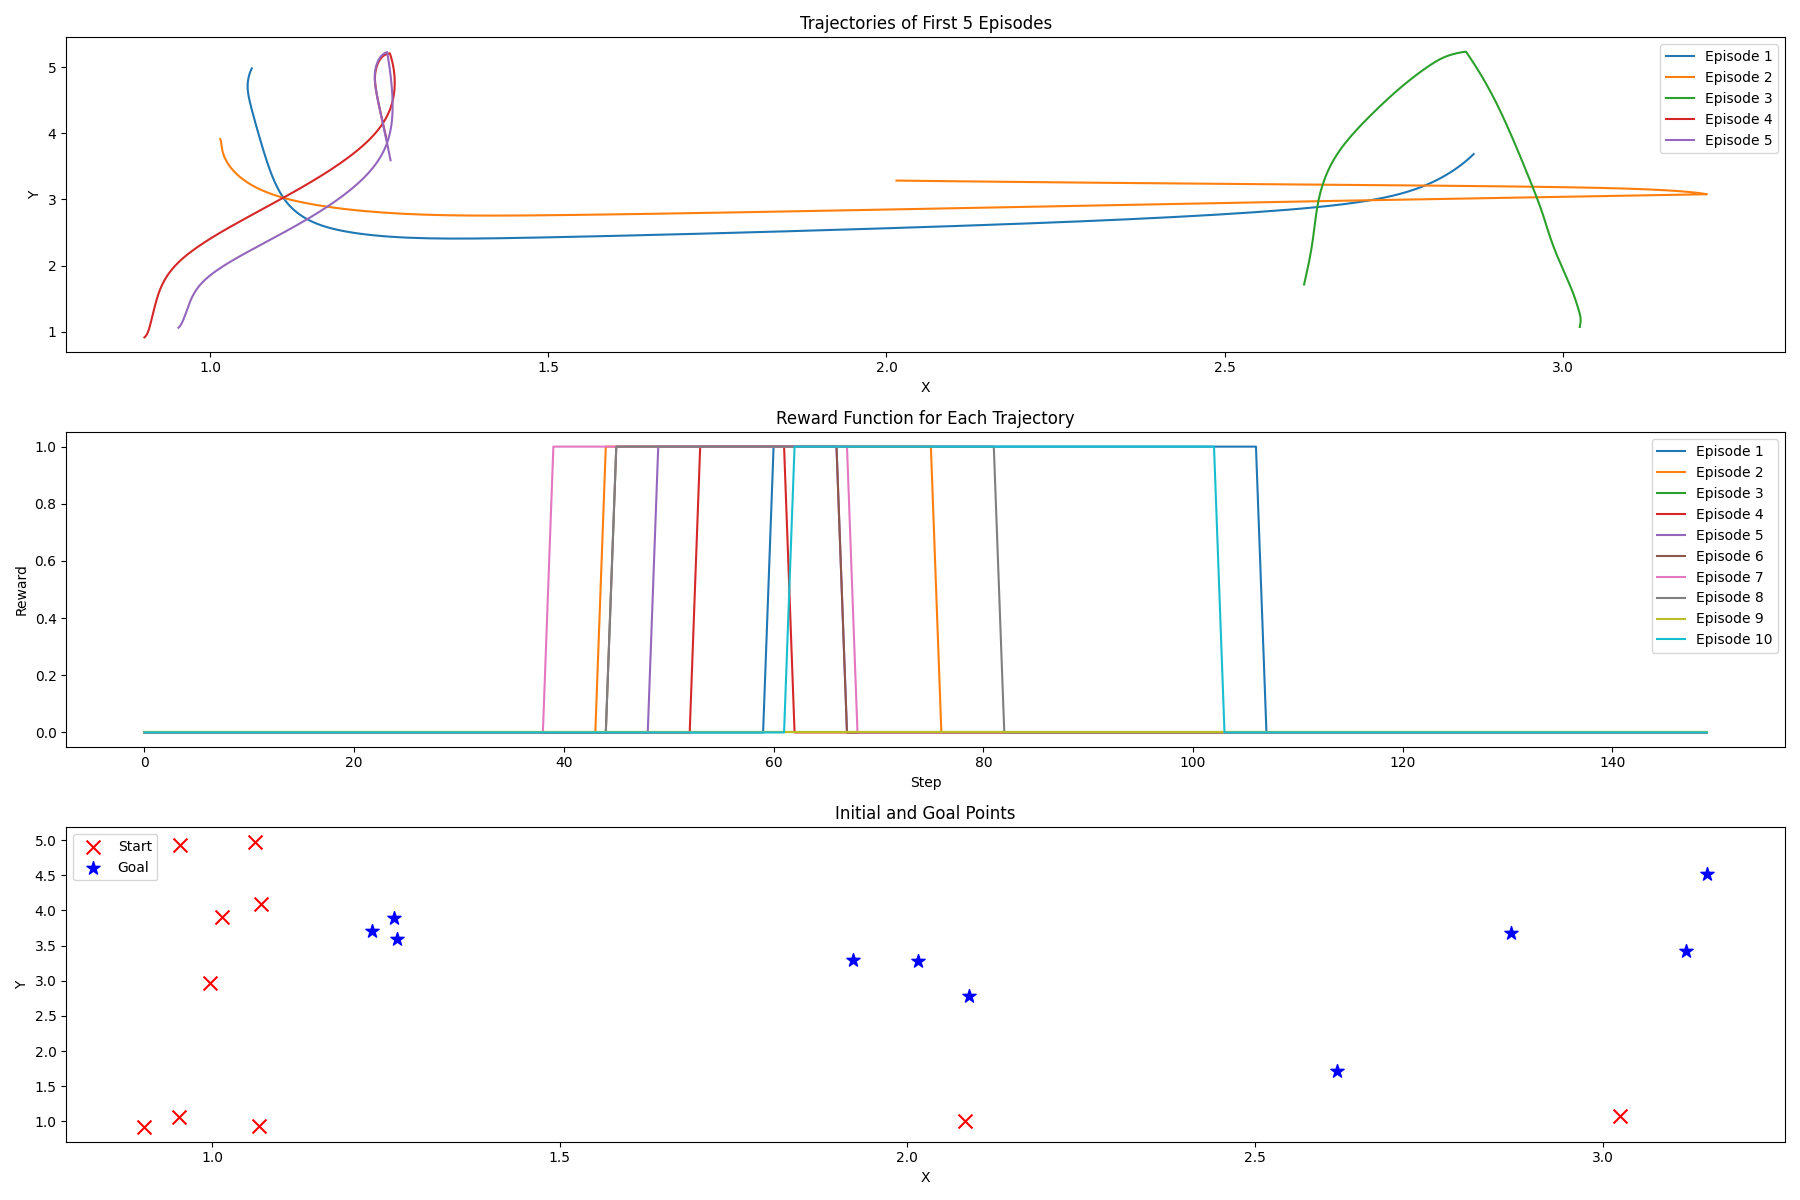 Trajectories of First 5 Episodes
5
4
3
2
1
Y
1.0 1.5 2.0 2.5 3.0
X
Episode 1
Episode 2
Episode 3
Episode 4
Episode 5
Reward Function for Each Trajectory
1.0
0.8
0.6
0.4
0.2
0.0
Reward
0 20 40 60 80 100 120 140
Step
Episode 1
Episode 2
Episode 3
Episode 4
Episode 5
Episode 6
Episode 7
Episode 8
Episode 9
Episode 10
Initial and Goal Points
5.0
4.5
4.0
3.5
3.0
2.5
2.0
1.5
1.0
Y
Start
Goal
1.0 1.5 2.0 2.5 3.0
X